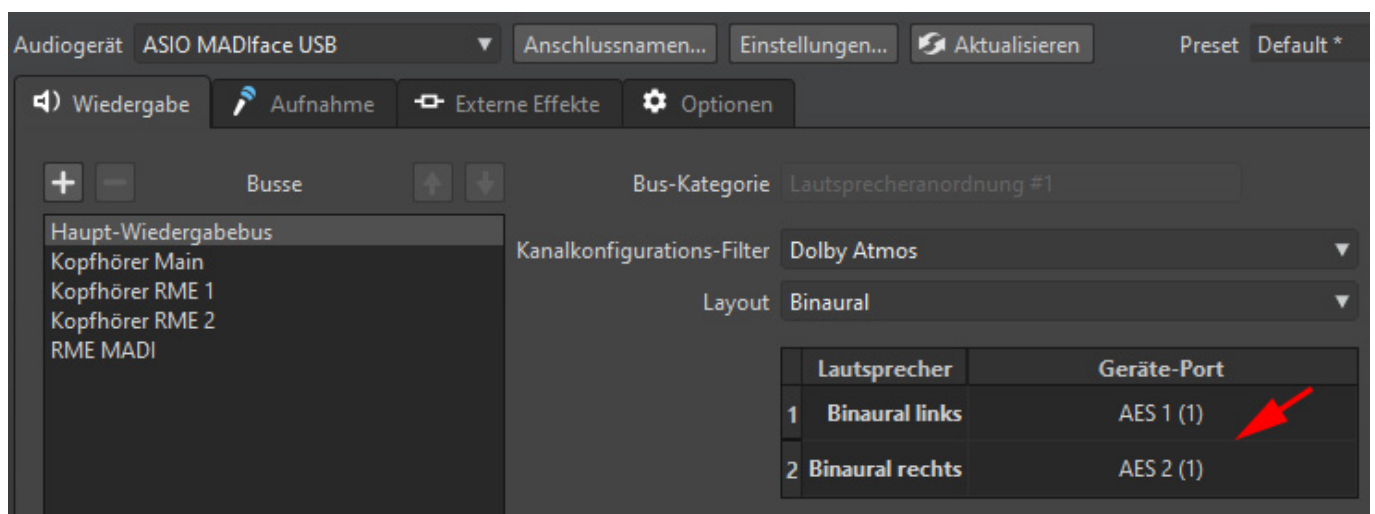 Audiogerät ASIO MADIface USB Anschlussnamen... Einstellungen... Aktualisieren Preset Default *
Wiedergabe Aufnahme Externe Effekte Optionen
Busse
Haupt-Wiedergabebus
Kopfhörer Main
Kopfhörer RME 1
Kopfhörer RME 2
RME MADI
Bus-Kategorie Lautsprecheranordnung #1
Kanalkonfigurations-Filter Dolby Atmos
Layout Binaural
Lautsprecher Geräte-Port
1 Binaural links AES 1 (1)
2 Binaural rechts AES 2 (1)